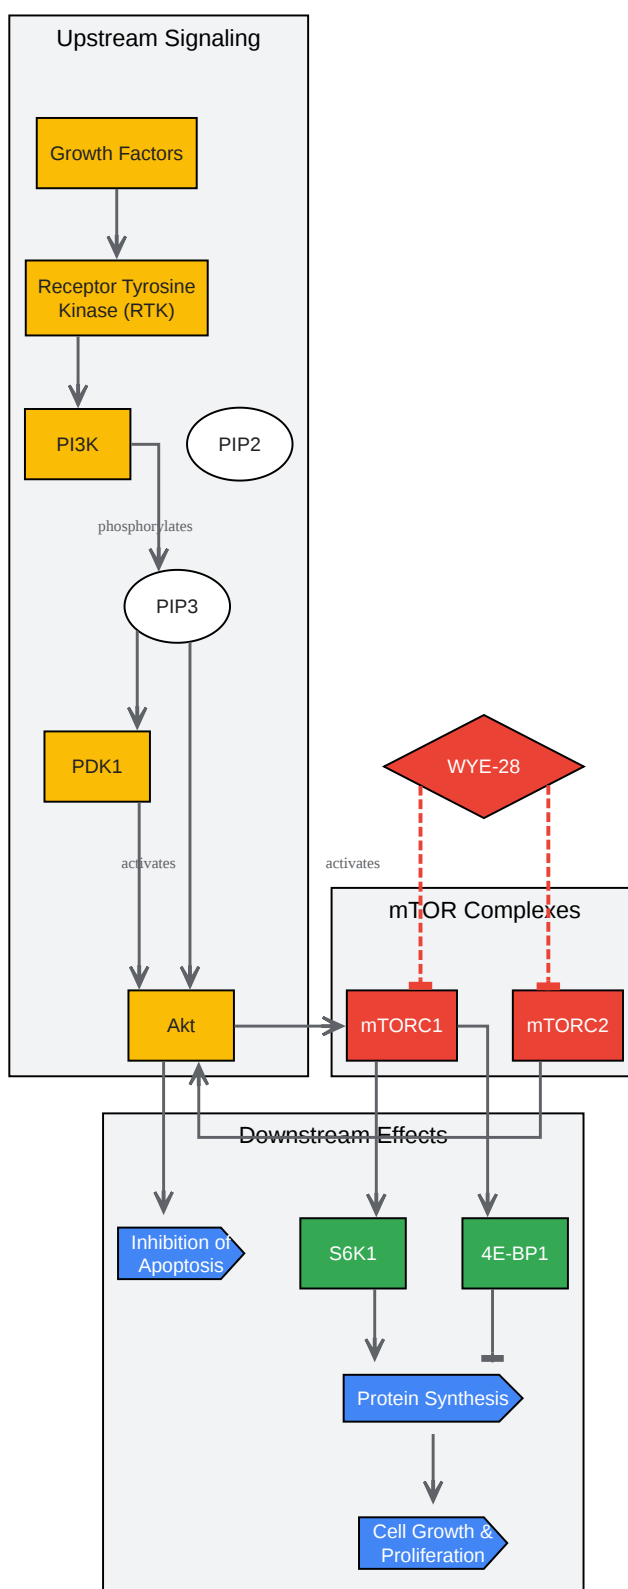 Upstream Signaling
Growth Factors
Receptor Tyrosine
Kinase (RTK)
PI3K
PIP2
phosphorylates
PIP3
PDK1
WYE-28
activates
activates
mTOR Complexes
Akt
mTORC1
mTORC2
Downstream Effects
Inhibition of
Apoptosis
S6K1
4E-BP1
Protein Synthesis
Cell Growth &
Proliferation